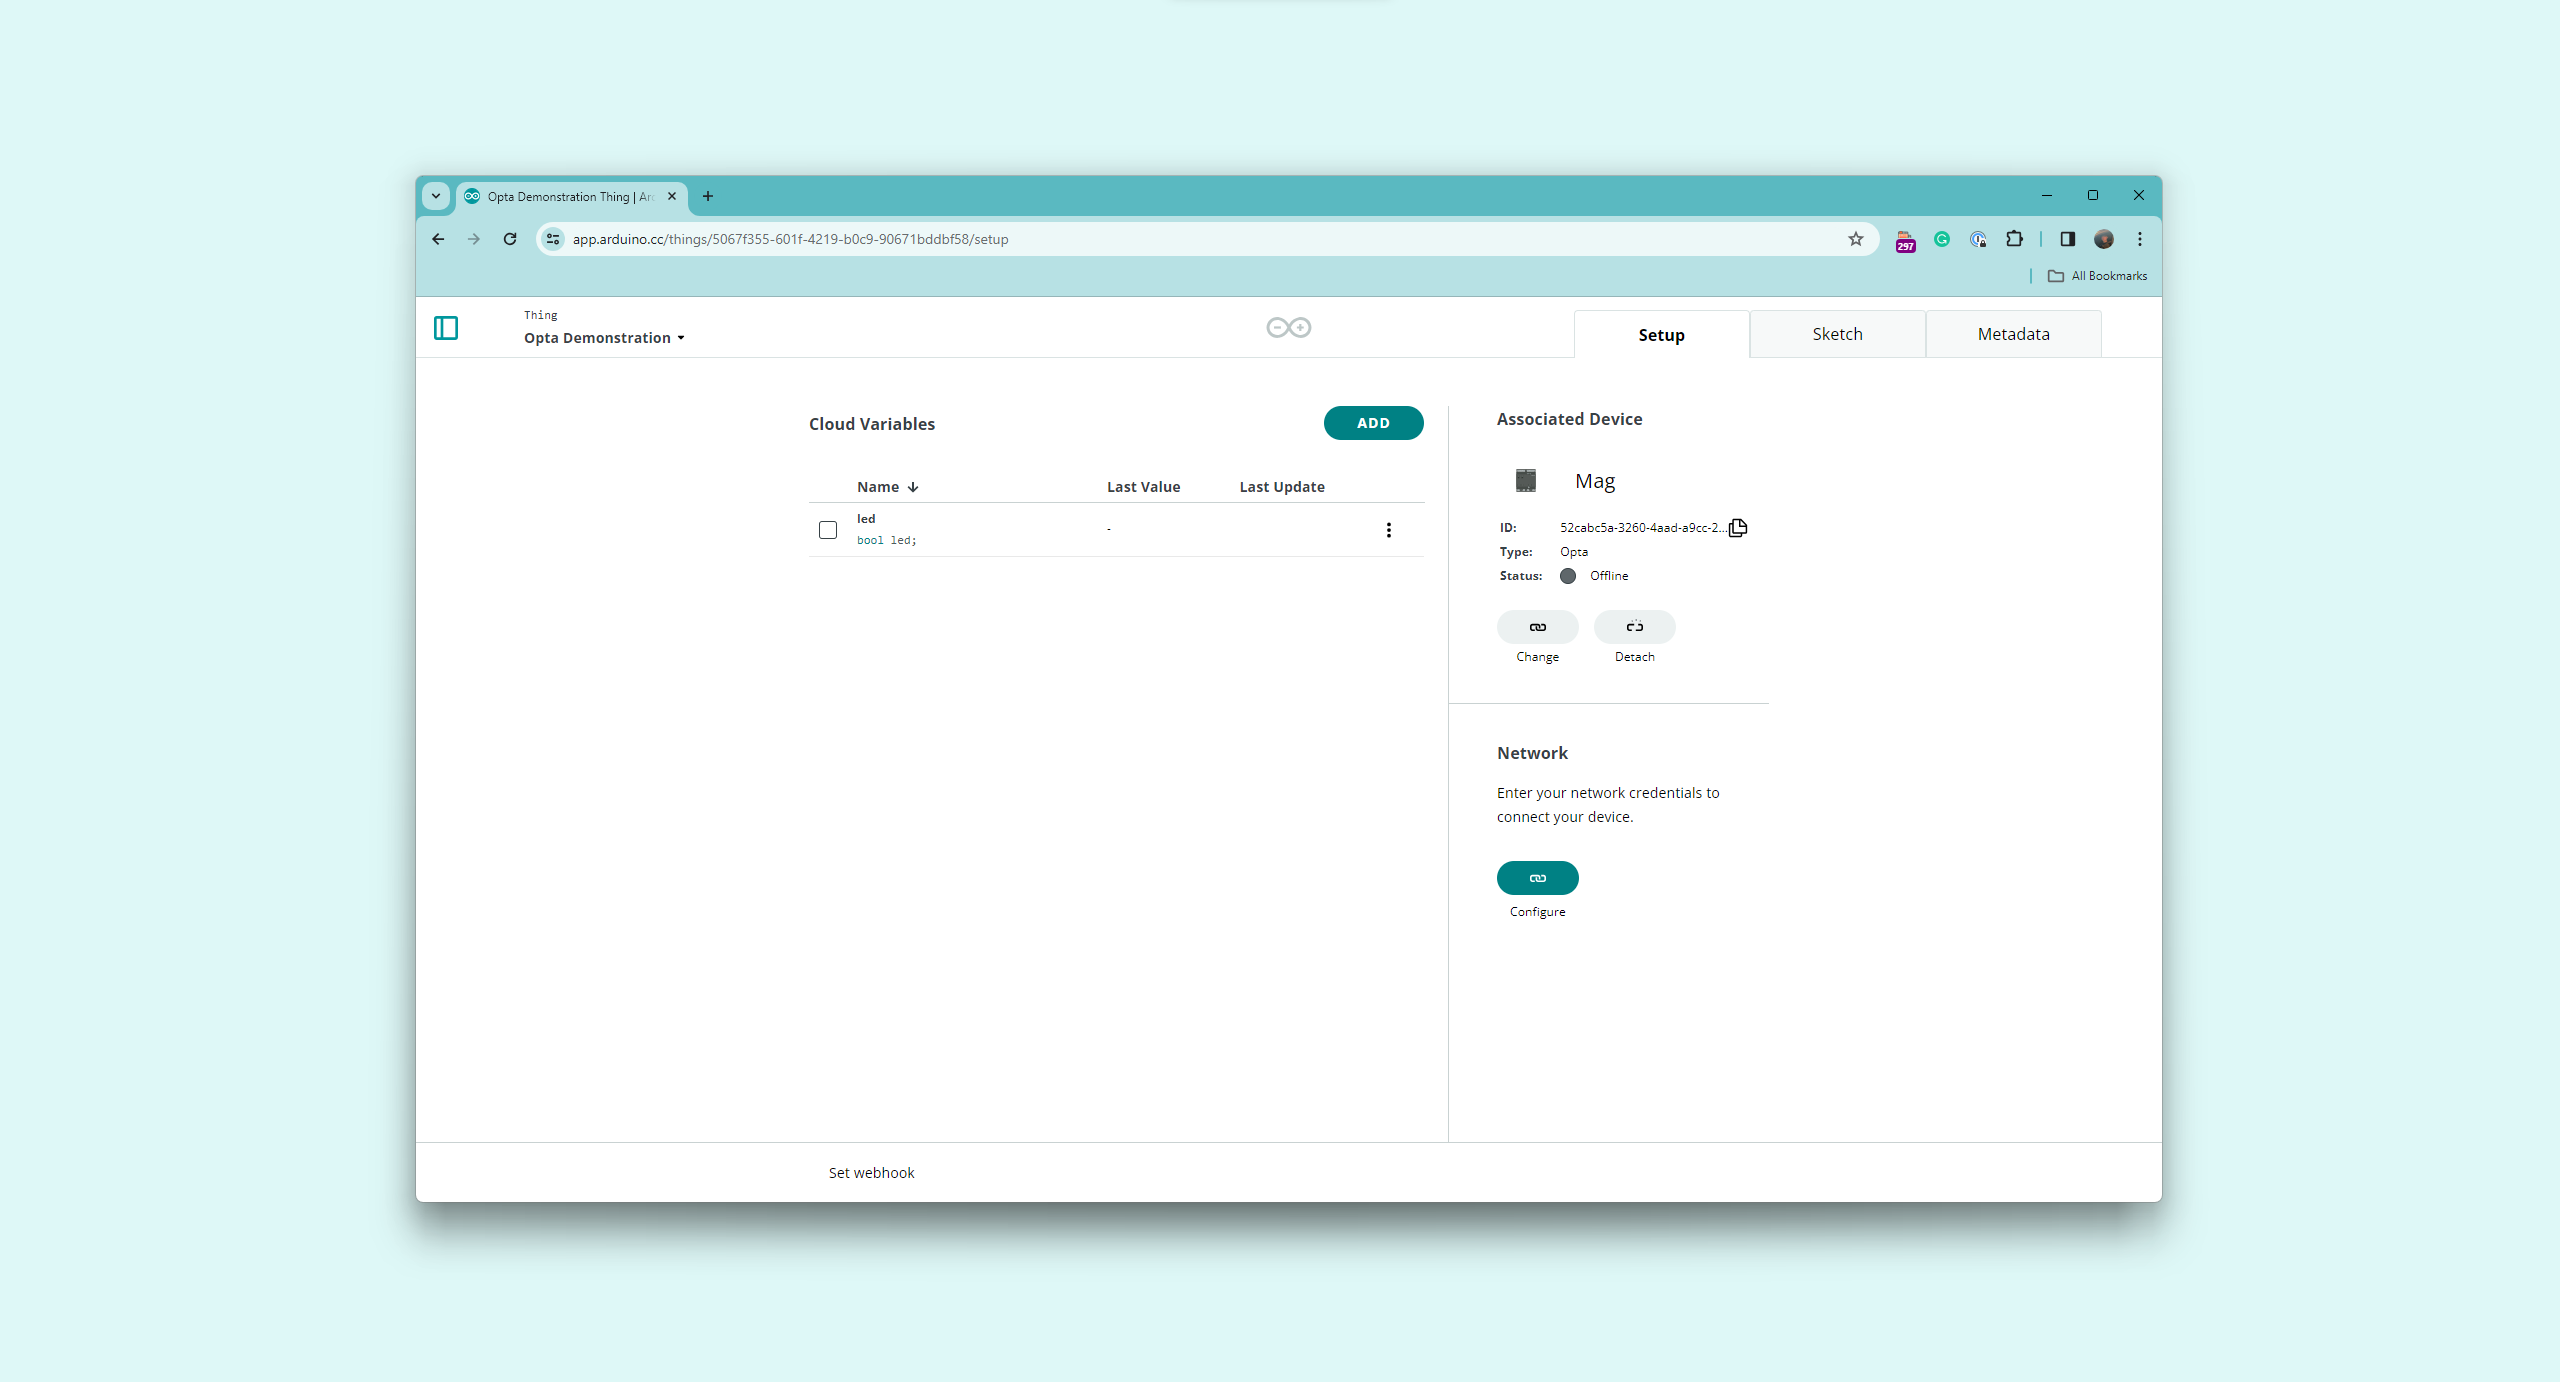 Opta Demonstration Thing | Ar
app.arduino.cc/things/5067f355-601f-4219-b0c9-90671bddbf58/setup
297
All Bookmarks
Thing
Opta Demonstration
Setup
Sketch
Metadata
Cloud Variables
ADD
Name
Last Value
Last Update
led
-
bool led;
Associated Device
Mag
ID: 52cabc5a-3260-4aad-a9cc-2...
Type: Opta
Status: Offline
Change
Detach
Network
Enter your network credentials to
connect your device.
Configure
Set webhook